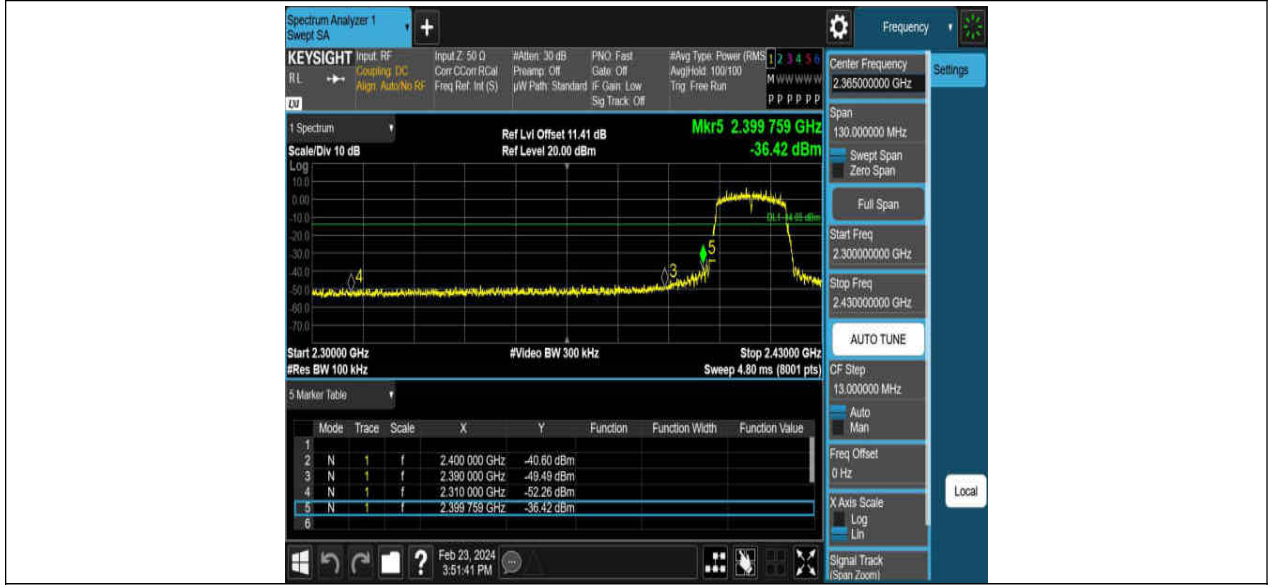 Spectrum Analyzer 1
Swept SA
+
Frequency
KEYSIGHT
RL
LXI
Input: RF
Coupling: DC
Align: Auto/No RF
Input Z: 50 Ω
Corr CCorr RCal
Freq Ref: Int (S)
#Atten: 30 dB
Preamp: Off
µW Path: Standard
PNO: Fast
Gate: Off
IF Gain: Low
Sig Track: Off
#Avg Type: Power (RMS
Avg|Hold: 100/100
Trig: Free Run
1 2 3 4 5 6
M W W W W W
P P P P P P
1 Spectrum
Scale/Div 10 dB
Ref Lvl Offset 11.41 dB
Ref Level 20.00 dBm
Mkr5 2.399 759 GHz
-36.42 dBm
Log
10.0
0.00
-10.0
-20.0
-30.0
-40.0
-50.0
-60.0
-70.0
4
3
5
Start 2.30000 GHz
#Video BW 300 kHz
Stop 2.43000 GHz
#Res BW 100 kHz
Sweep 4.80 ms (8001 pts)
5 Marker Table
Mode Trace Scale X Y Function Function Width Function Value
1
2 N 1 f 2.400 000 GHz -40.60 dBm
3 N 1 f 2.390 000 GHz -49.49 dBm
4 N 1 f 2.310 000 GHz -52.26 dBm
5 N 1 f 2.399 759 GHz -36.42 dBm
6
?
Feb 23, 2024
3:51:41 PM
Center Frequency
2.365000000 GHz
Settings
Span
130.000000 MHz
Swept Span
Zero Span
Full Span
Start Freq
2.300000000 GHz
Stop Freq
2.430000000 GHz
AUTO TUNE
CF Step
13.000000 MHz
Auto
Man
Freq Offset
0 Hz
X Axis Scale
Log
Lin
Local
Signal Track
(Span Zoom)